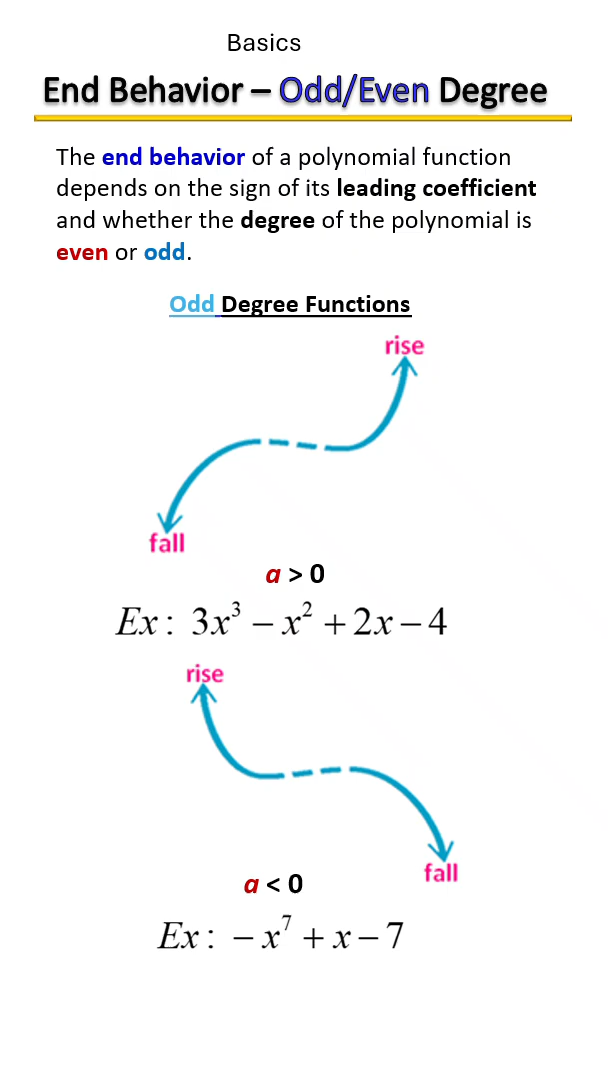 Basics
End Behavior – Odd/Even Degree
The end behavior of a polynomial function
depends on the sign of its leading coefficient
and whether the degree of the polynomial is
even or odd.
Odd Degree Functions
rise
fall
a > 0
Ex: 3x³ − x² + 2x − 4
rise
fall
a < 0
Ex: −x⁷ + x − 7